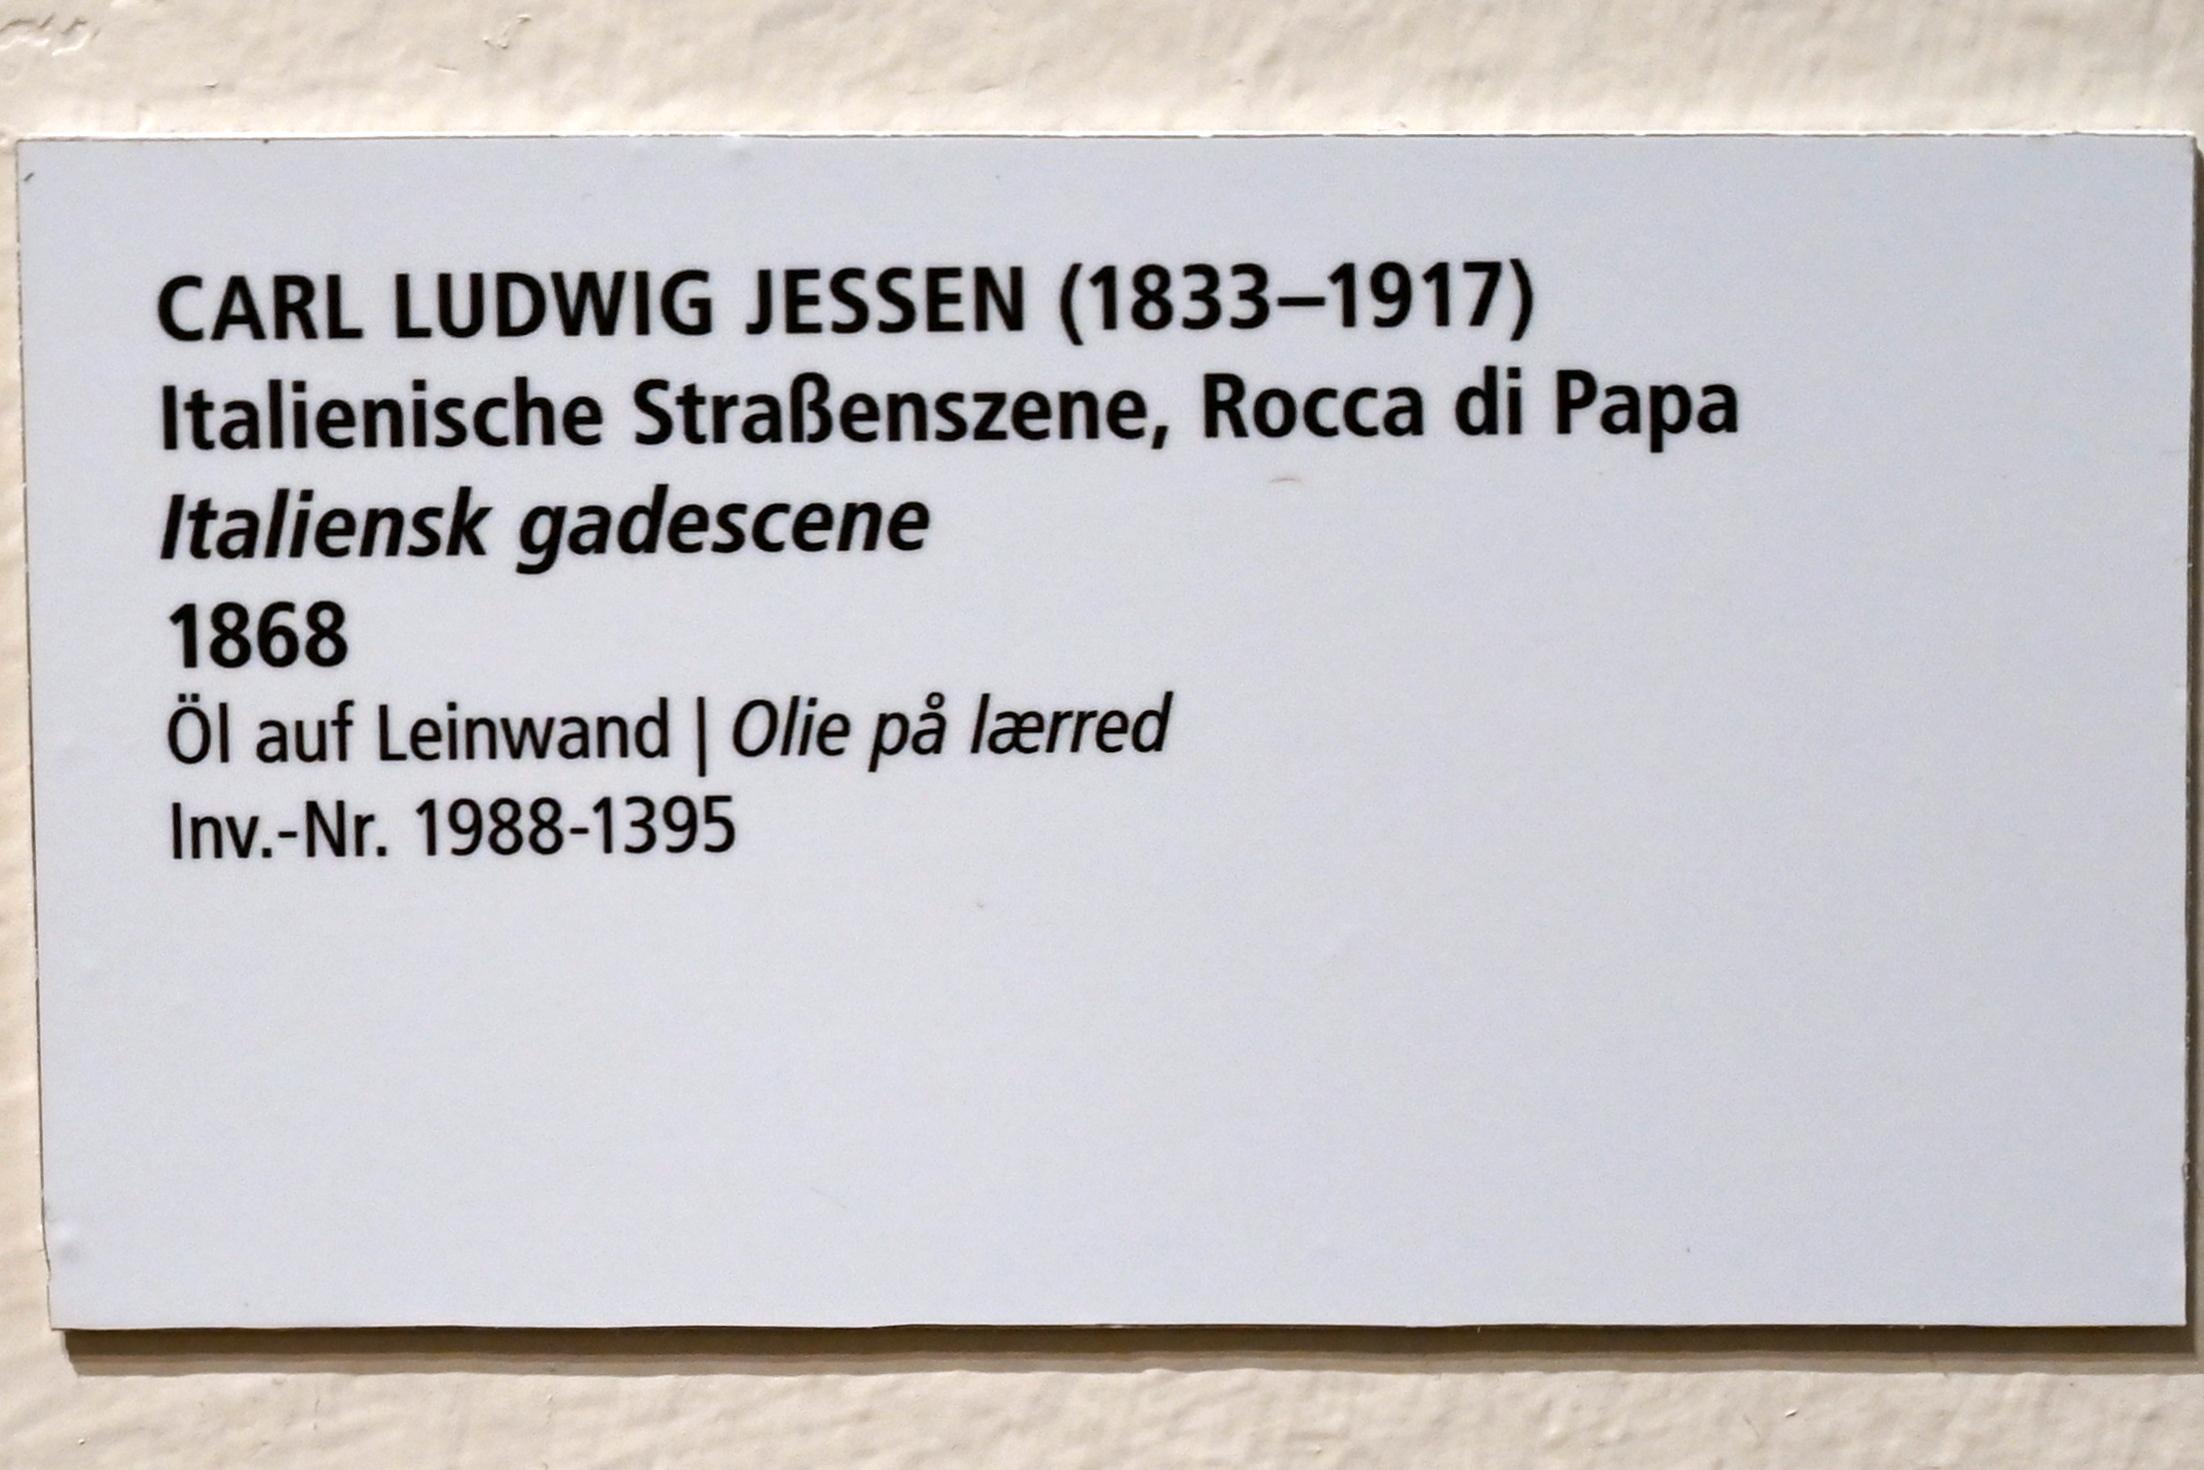 CARL LUDWIG JESSEN (1833–1917)
Italienische Straßenszene, Rocca di Papa
Italiensk gadescene
1868
Öl auf Leinwand | Olie på lærred
Inv.-Nr. 1988-1395